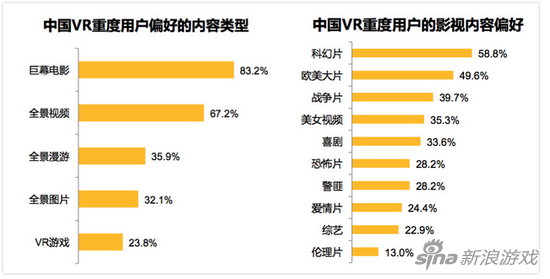 中国VR重度用户偏好的内容类型
巨幕电影 83.2%
全景视频 67.2%
全景漫游 35.9%
全景图片 32.1%
VR游戏 23.8%
中国VR重度用户的影视内容偏好
科幻片 58.8%
欧美大片 49.6%
战争片 39.7%
美女视频 35.3%
喜剧 33.6%
恐怖片 28.2%
警匪 28.2%
爱情片 24.4%
综艺 22.9%
伦理片 13.0%
sina新浪游戏